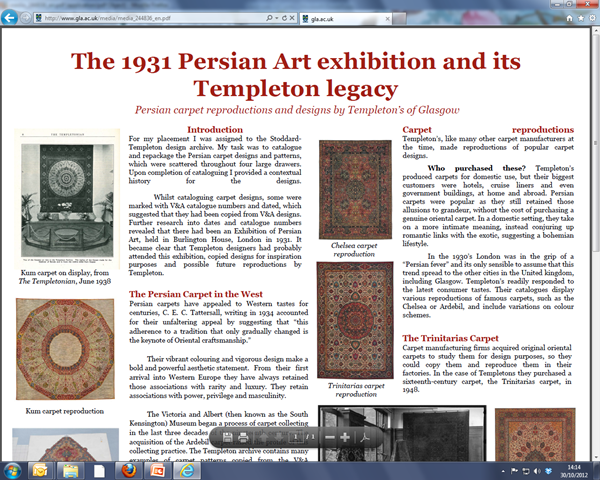 http://www.gla.ac.uk/media/media_244836_en.pdf
gla.ac.uk
The 1931 Persian Art exhibition and its
Templeton legacy
Persian carpet reproductions and designs by Templeton's of Glasgow
Kum carpet on display, from
The Templetonian, June 1938
Kum carpet reproduction
Introduction
For my placement I was assigned to the Stoddard-
Templeton design archive. My task was to catalogue
and repackage the Persian carpet designs and patterns,
which were scattered throughout four large drawers.
Upon completion of cataloguing I provided a contextual
history for the designs.
Whilst cataloguing carpet designs, some were
marked with V&A catalogue numbers and dated, which
suggested that they had been copied from V&A designs.
Further research into dates and catalogue numbers
revealed that there had been an Exhibition of Persian
Art, held in Burlington House, London in 1931. It
became clear that Templeton designers had probably
attended this exhibition, copied designs for inspiration
purposes and possible future reproductions by
Templeton.
The Persian Carpet in the West
Persian carpets have appealed to Western tastes for
centuries, C. E. C. Tattersall, writing in 1934 accounted
for their unfaltering appeal by suggesting that "this
adherence to a tradition that only gradually changed is
the keynote of Oriental craftsmanship."
Their vibrant colouring and vigorous design make a
bold and powerful aesthetic statement. From their first
arrival into Western Europe they have always retained
those associations with rarity and luxury. They retain
associations with power, privilege and masculinity.
The Victoria and Albert (then known as the South
Kensington) Museum began a process of carpet collecting
in the last three decades
acquisition of the Ardebil
collecting practice. The Templeton archive contains many
examples of carpet patterns copied from the V&A
Chelsea carpet
reproduction
Trinitarias carpet
reproduction
Carpet reproductions
Templeton's, like many other carpet manufacturers at
the time, made reproductions of popular carpet
designs.
Who purchased these? Templeton's
produced carpets for domestic use, but their biggest
customers were hotels, cruise liners and even
government buildings, at home and abroad. Persian
carpets were popular as they still retained those
allusions to grandeur, without the cost of purchasing a
genuine oriental carpet. In a domestic setting, they take
on a more intimate meaning, instead conjuring up
romantic links with the exotic, suggesting a bohemian
lifestyle.
In the 1930's London was in the grip of a
"Persian fever" and its only sensible to assume that this
trend spread to the other cities in the United kingdom,
including Glasgow. Templeton's readily responded to
the latest consumer tastes. Their catalogues display
various reproductions of famous carpets, such as the
Chelsea or Ardebil, and include variations on colour
schemes.
The Trinitarias Carpet
Carpet manufacturing firms acquired original oriental
carpets to study them for design purposes, so they
could copy them and reproduce them in their
factories. In the case of Templetons they purchased a
sixteenth-century carpet, the Trinitarias carpet, in
1948.
14:14
30/10/2012